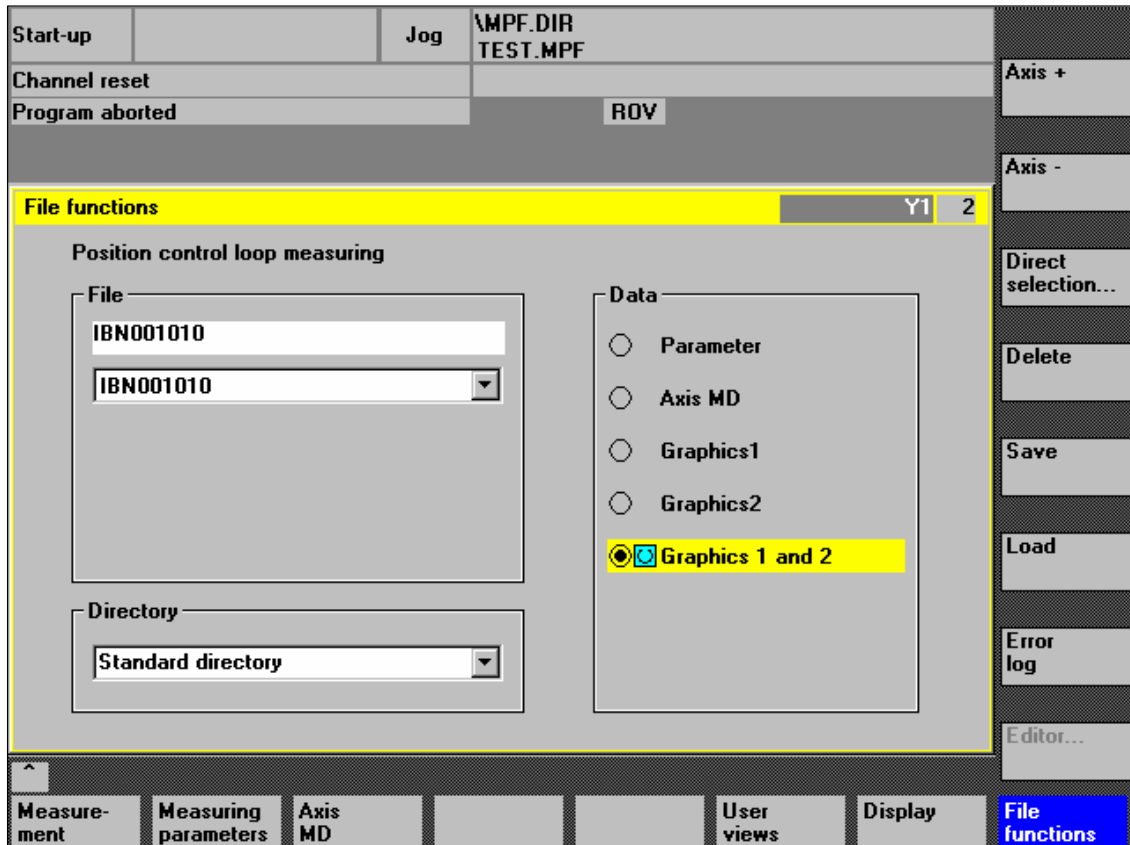 Start-up
Jog
\MPF.DIR
TEST.MPF
Channel reset
Program aborted
ROV
File functions
Y1
2
Position control loop measuring
File
IBN001010
IBN001010
Directory
Standard directory
Data
Parameter
Axis MD
Graphics1
Graphics2
Graphics 1 and 2
Axis +
Axis -
Direct
selection...
Delete
Save
Load
Error
log
Editor...
^
Measure-
ment
Measuring
parameters
Axis
MD
User
views
Display
File
functions